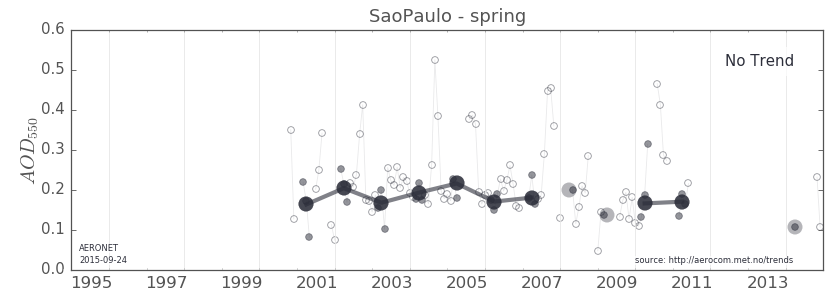 SaoPaulo - spring
No Trend
0.6
0.5
0.4
0.3
0.2
0.1
0.0
AOD550
AERONET
2015-09-24
source: http://aerocom.met.no/trends
1995 1997 1999 2001 2003 2005 2007 2009 2011 2013